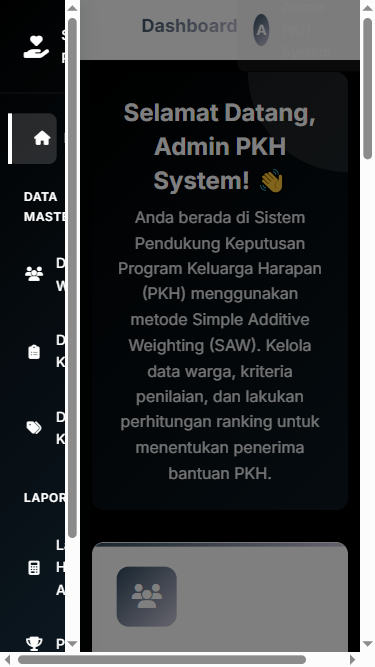 Dashboard
A
DATA
LAPOR
Selamat Datang,
Admin PKH
System! 👋
Anda berada di Sistem
Pendukung Keputusan
Program Keluarga Harapan
(PKH) menggunakan
metode Simple Additive
Weighting (SAW). Kelola
data warga, kriteria
penilaian, dan lakukan
perhitungan ranking untuk
menentukan penerima
bantuan PKH.